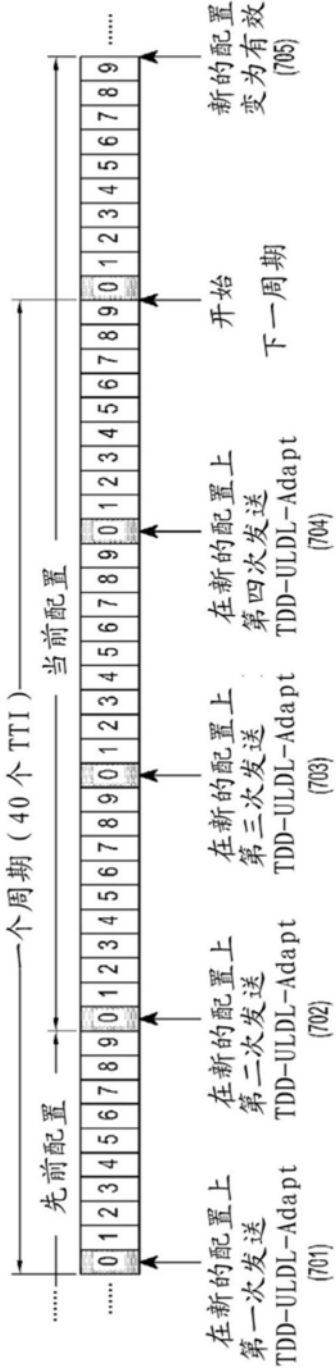 一个周期（40 个 TTI）
…… 先前配置 当前配置
…… 0 1 2 3 4 5 6 7 8 9 0 1 2 3 4 5 6 7 8 9 0 1 2 3 4 5 6 7 8 9 0 1 2 3 4 5 6 7 8 9 0 1 2 3 4 5 6 7 8 9 ……
在新的配置上
第一次发送
TDD-ULDL-Adapt
(701)
在新的配置上
第二次发送
TDD-ULDL-Adapt
(702)
在新的配置上
第三次发送
TDD-ULDL-Adapt
(703)
在新的配置上
第四次发送
TDD-ULDL-Adapt
(704)
开始
下一周期
新的配置
变为有效
(705)